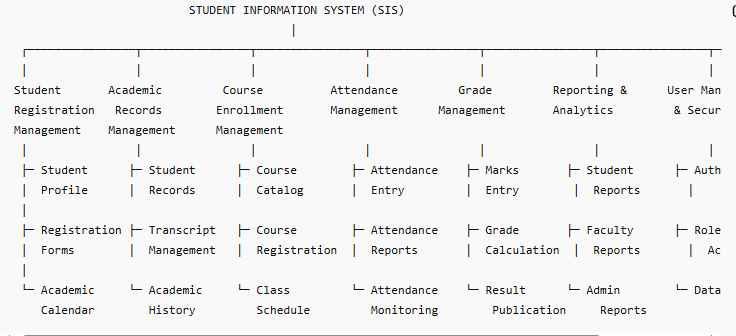 STUDENT INFORMATION SYSTEM (SIS)
Student Academic Course Attendance Grade Reporting & User Man
Registration Records Enrollment Management Management Analytics & Secur
Management Management Management
Student Student Course Attendance Marks Student Auth
Profile Records Catalog Entry Entry Reports
Registration Transcript Course Attendance Grade Faculty Role
Forms Management Registration Reports Calculation Reports Ac
Academic Academic Class Attendance Result Admin Data
Calendar History Schedule Monitoring Publication Reports